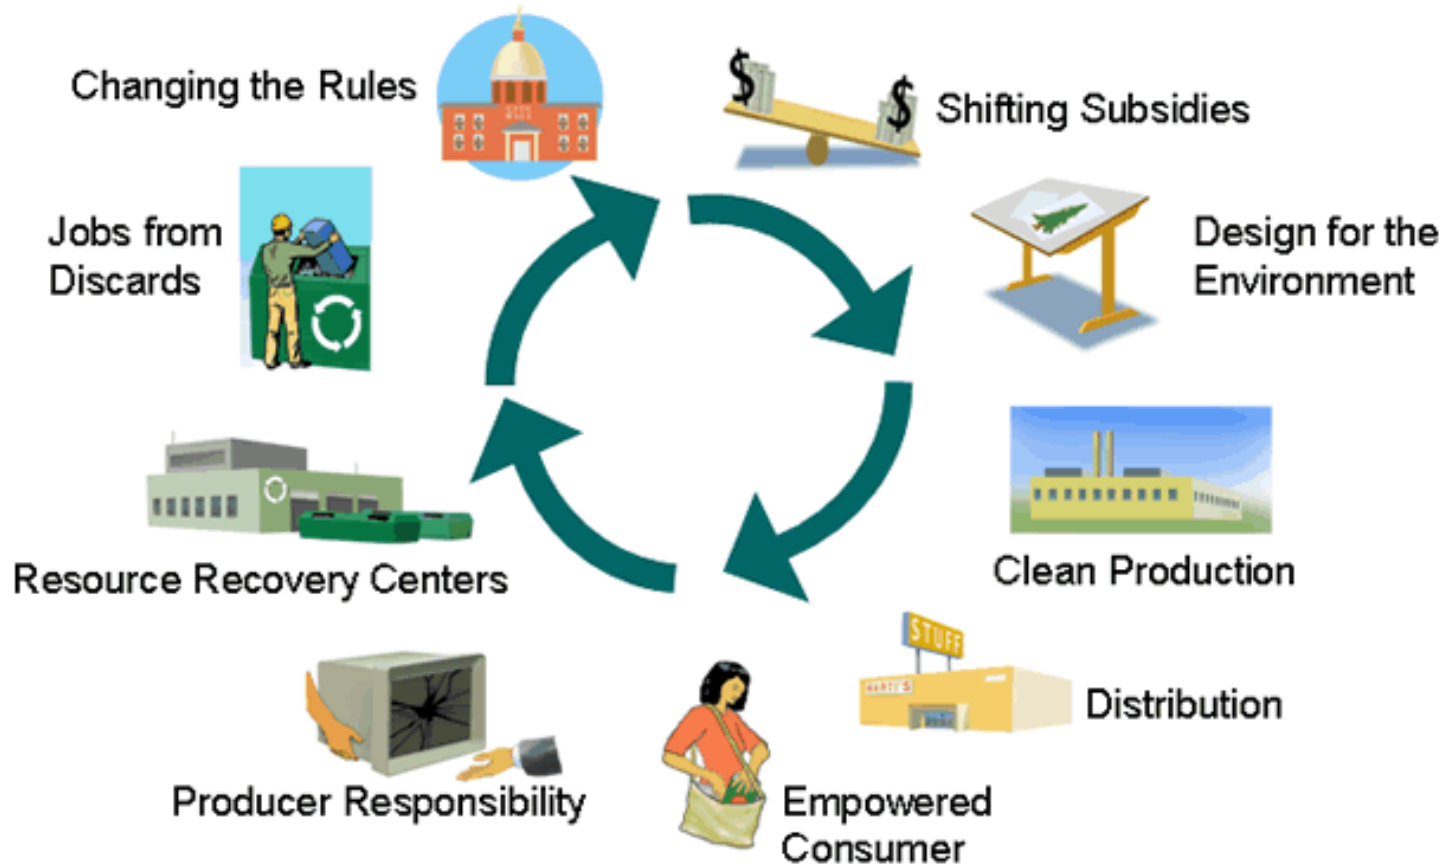 Changing the Rules
$
$
Shifting Subsidies
Jobs from
Discards
Design for the
Environment
Resource Recovery Centers
Clean Production
STUFF
Distribution
Producer Responsibility
Empowered
Consumer